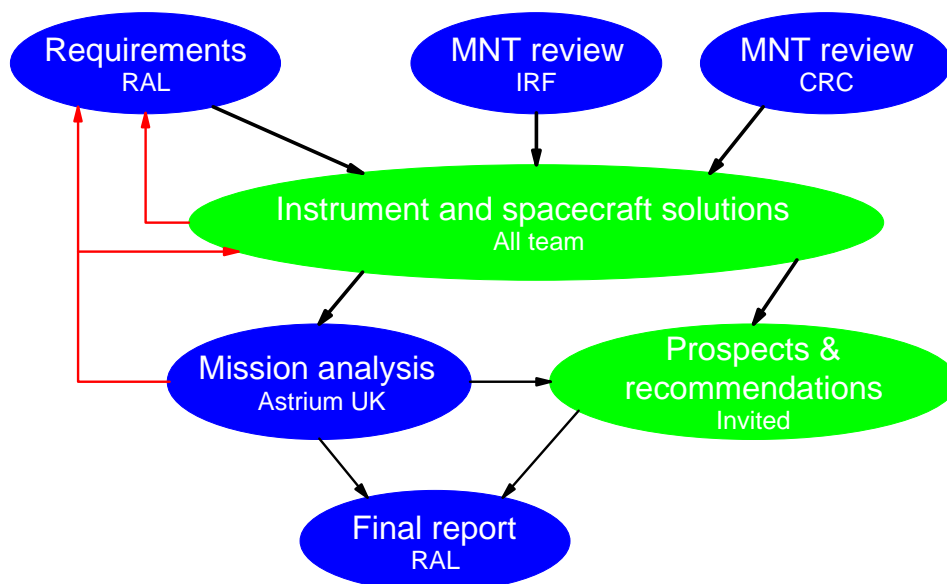 Requirements
RAL
MNT review
IRF
MNT review
CRC
Instrument and spacecraft solutions
All team
Mission analysis
Astrium UK
Prospects &
recommendations
Invited
Final report
RAL